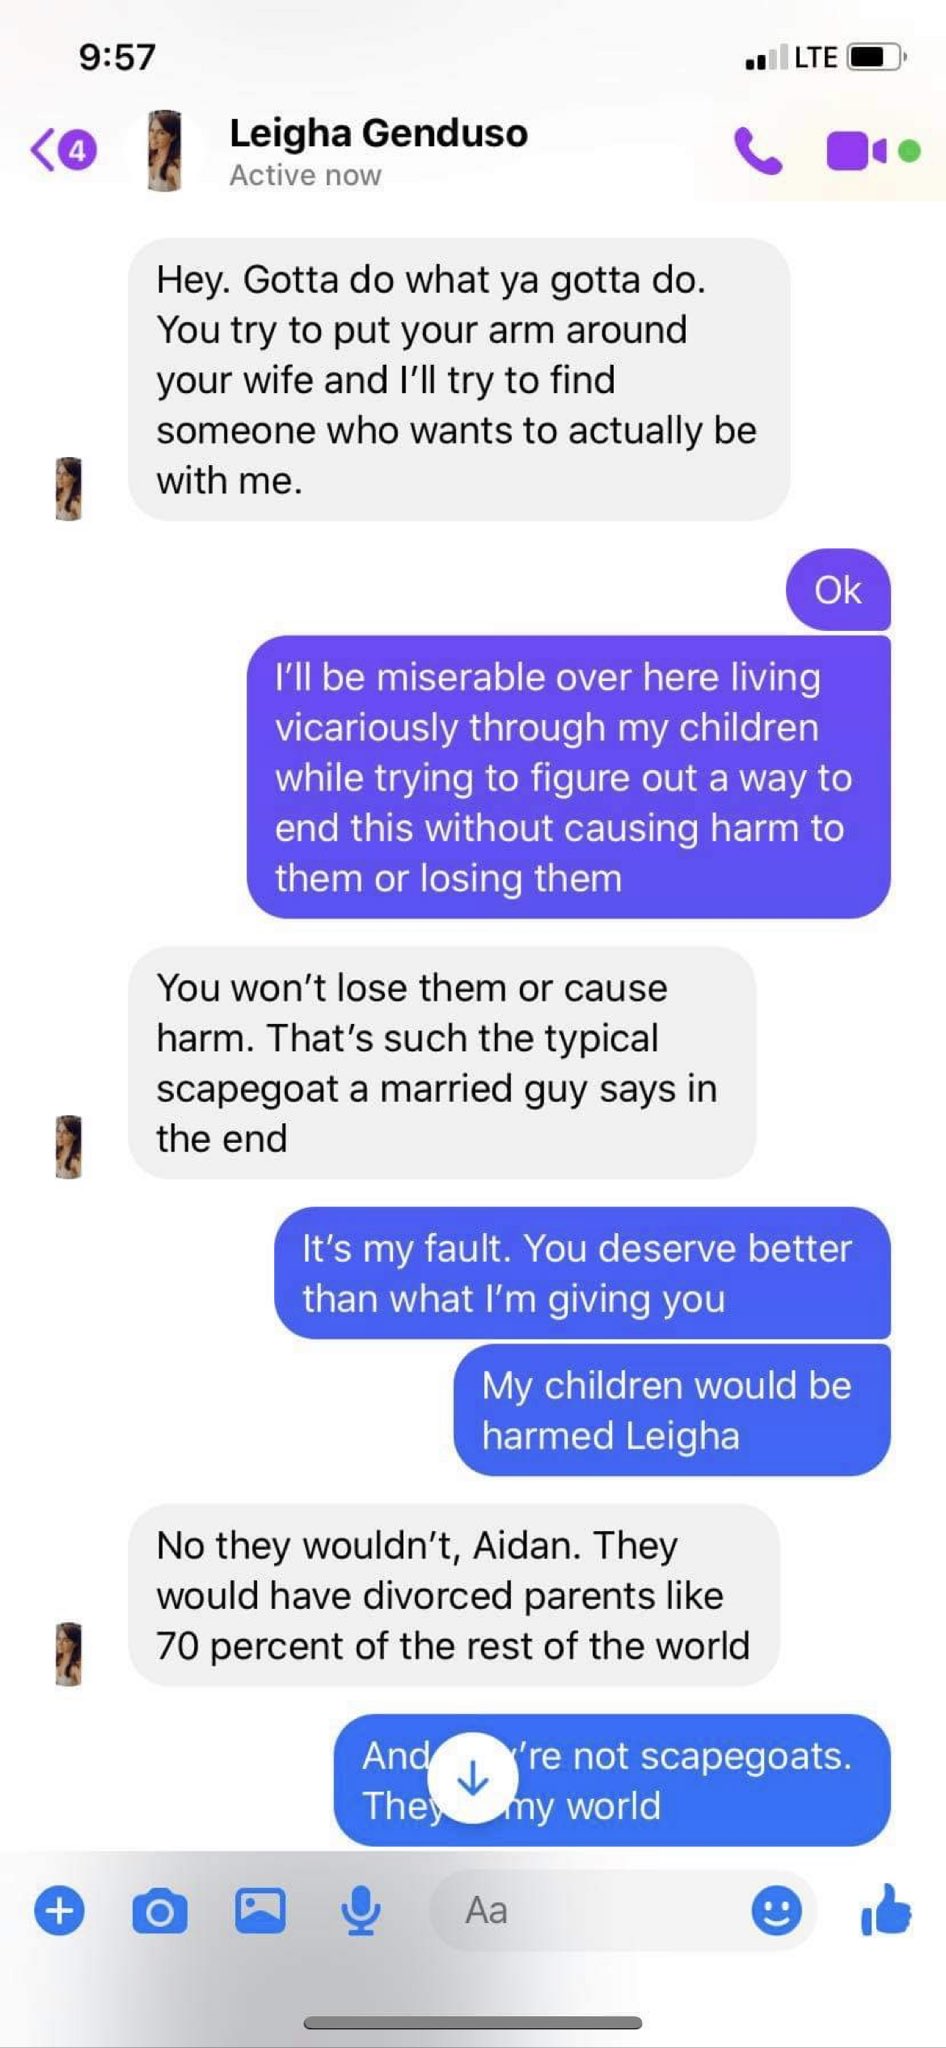 9:57
LTE
4
Leigha Genduso
Active now
Hey. Gotta do what ya gotta do.
You try to put your arm around
your wife and I'll try to find
someone who wants to actually be
with me.
Ok
I'll be miserable over here living
vicariously through my children
while trying to figure out a way to
end this without causing harm to
them or losing them
You won't lose them or cause
harm. That's such the typical
scapegoat a married guy says in
the end
It's my fault. You deserve better
than what I'm giving you
My children would be
harmed Leigha
No they wouldn't, Aidan. They
would have divorced parents like
70 percent of the rest of the world
And 're not scapegoats.
They my world
Aa